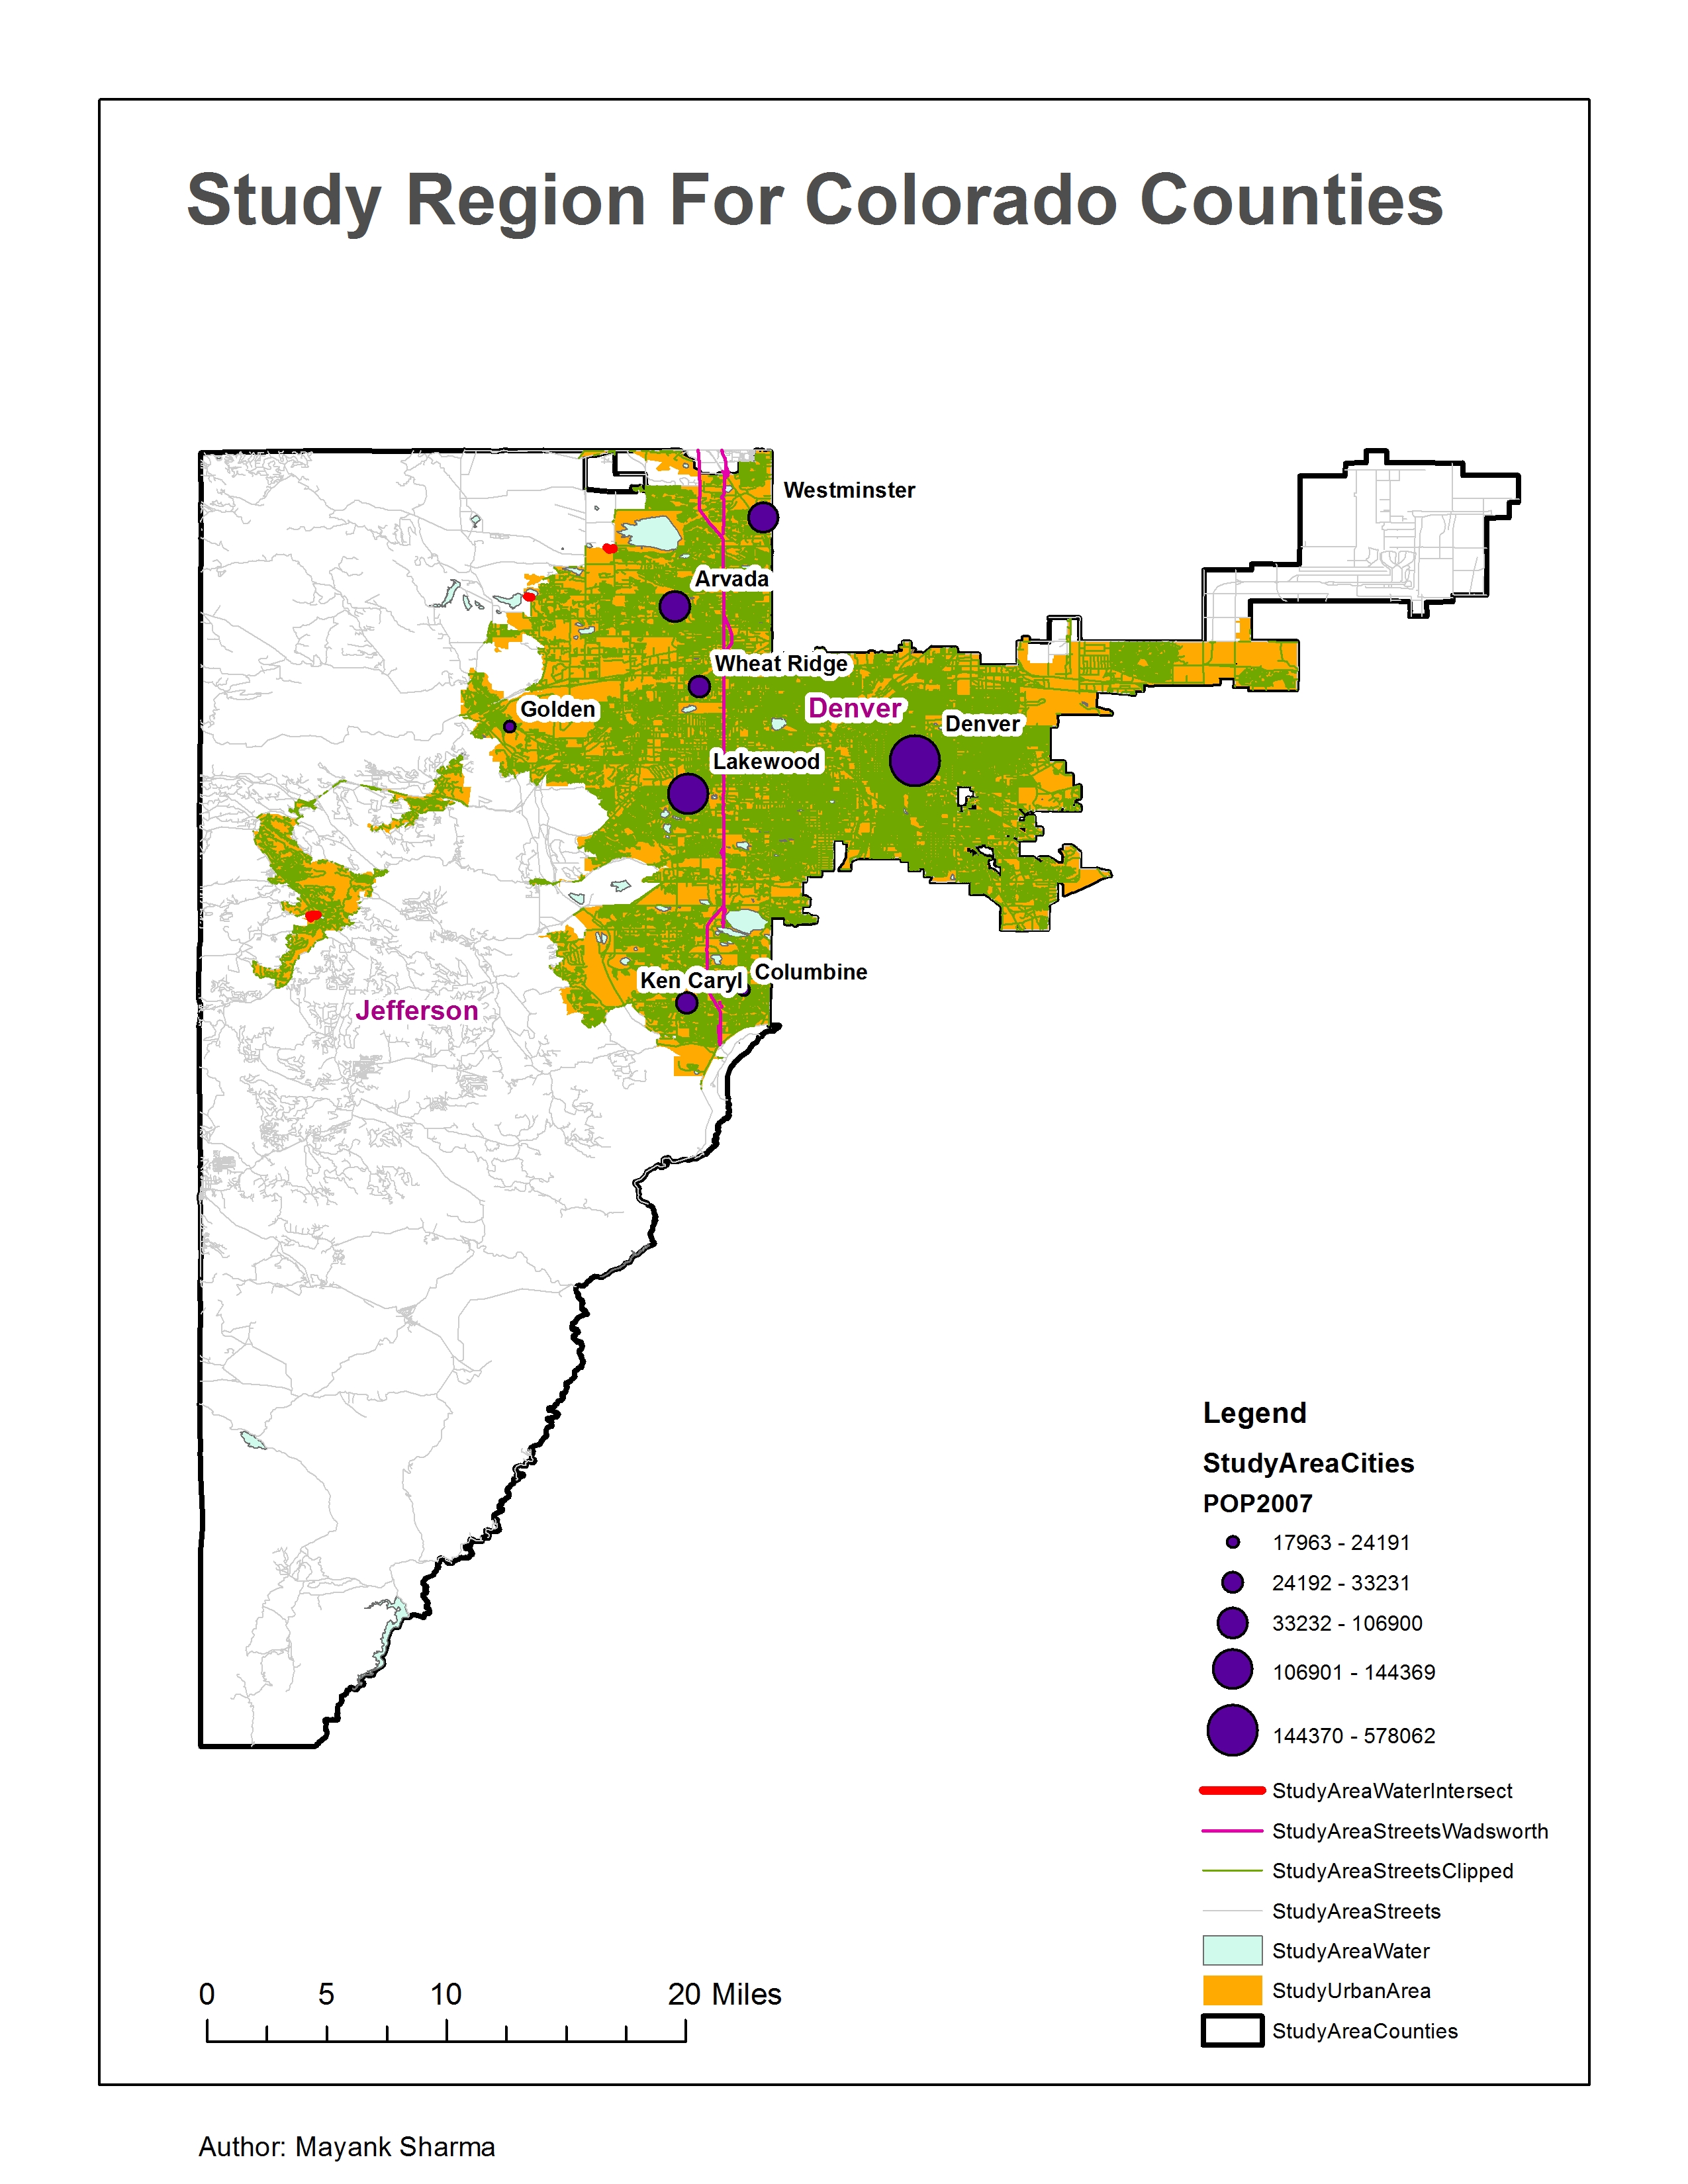 Study Region For Colorado Counties
Westminster
Arvada
Wheat Ridge
Golden
Denver
Denver
Lakewood
Columbine
Ken Caryl
Jefferson
Legend
StudyAreaCities
POP2007
17963 - 24191
24192 - 33231
33232 - 106900
106901 - 144369
144370 - 578062
StudyAreaWaterIntersect
StudyAreaStreetsWadsworth
StudyAreaStreetsClipped
StudyAreaStreets
StudyAreaWater
StudyUrbanArea
StudyAreaCounties
0 5 10 20 Miles
Author: Mayank Sharma